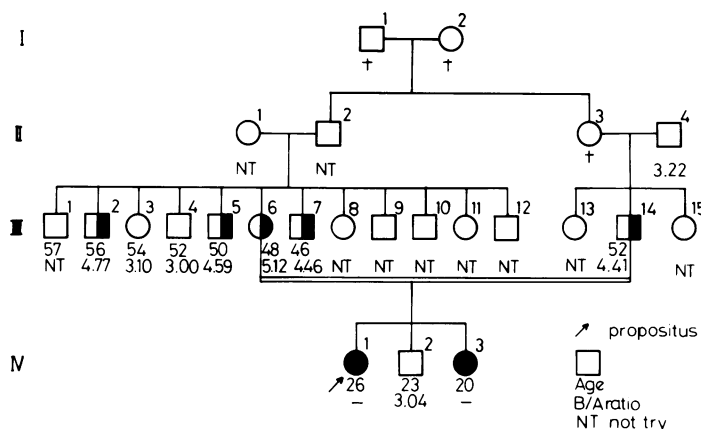 I 1 2
† †
II 1 2 3 4
NT NT † 3.22
III 1 2 3 4 5 6 7 8 9 10 11 12 13 14 15
57 56 54 52 50 48 46 52
NT 4.77 3.10 3.00 4.59 5.12 4.46 NT NT NT NT NT NT 4.41 NT
IV 1 2 3
26 23 20
– 3.04 –
propositus
Age
B/A ratio
NT not try